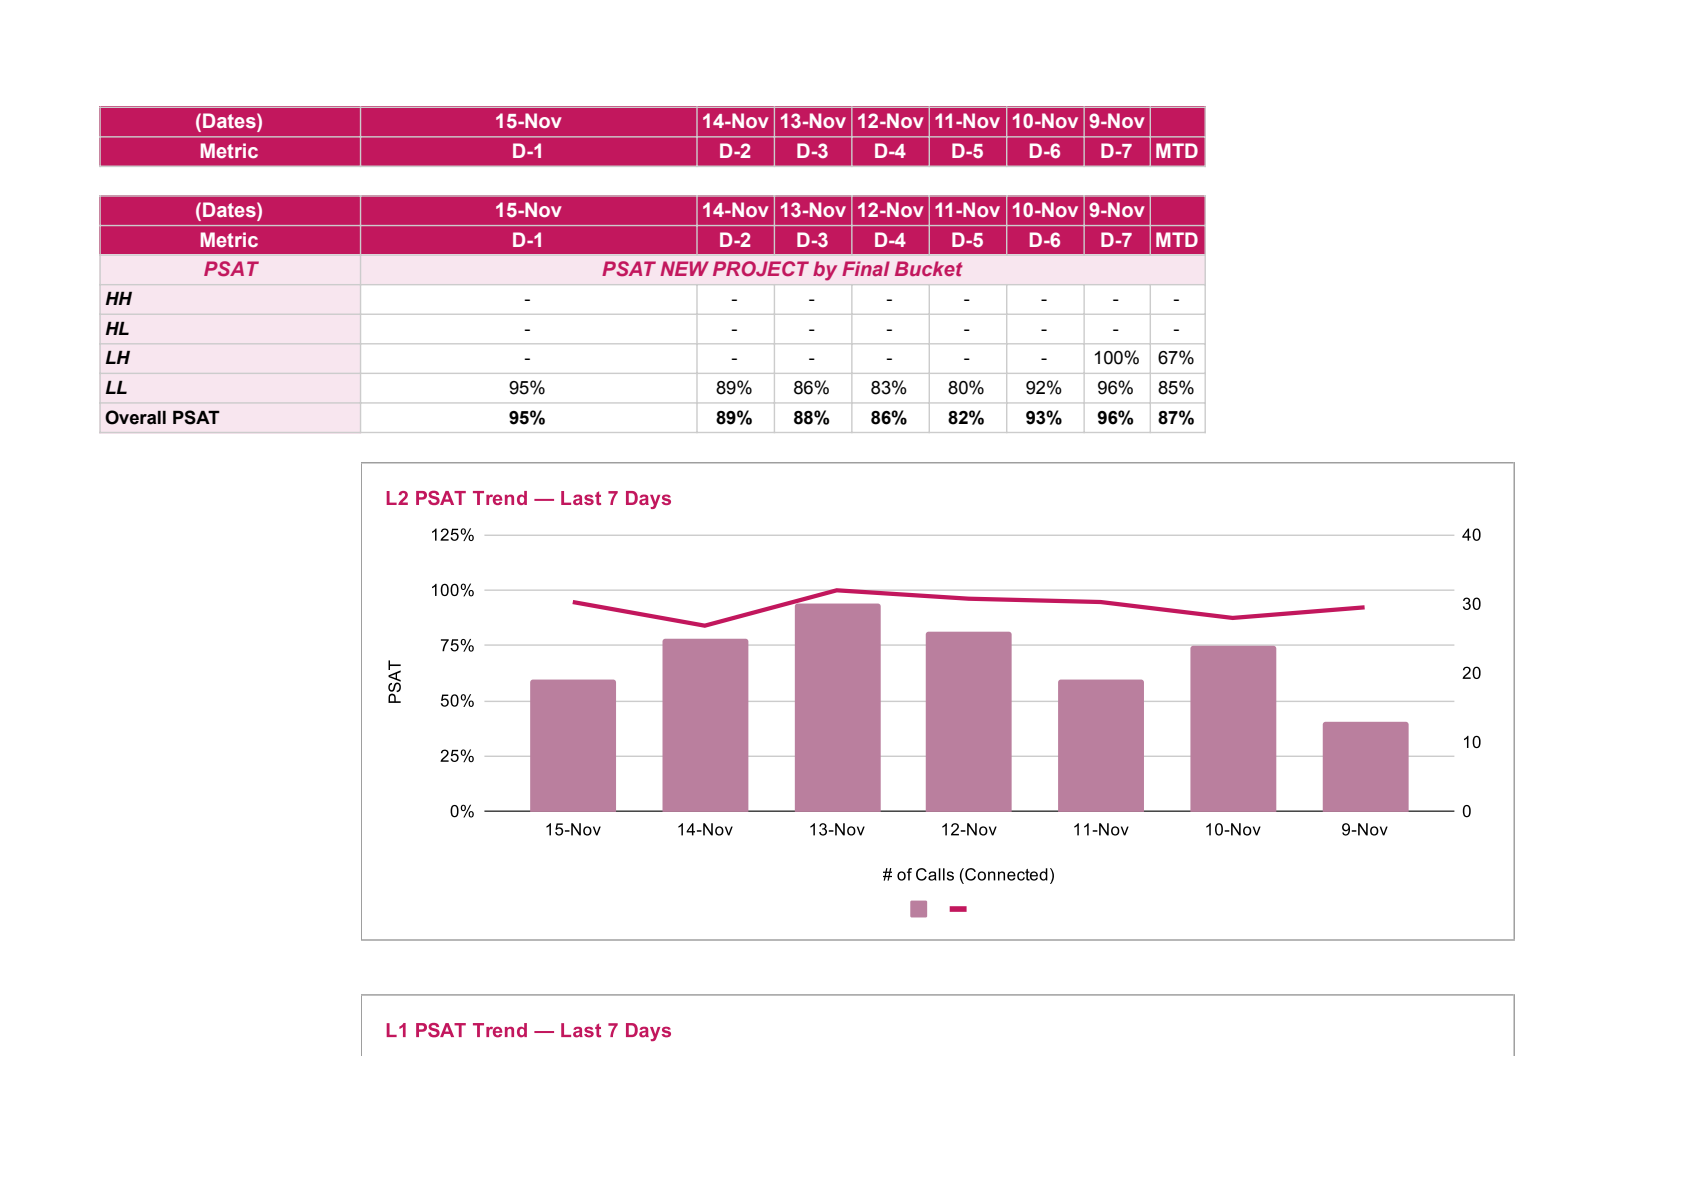 (Dates) 15-Nov 14-Nov 13-Nov 12-Nov 11-Nov 10-Nov 9-Nov
Metric D-1 D-2 D-3 D-4 D-5 D-6 D-7 MTD
(Dates) 15-Nov 14-Nov 13-Nov 12-Nov 11-Nov 10-Nov 9-Nov
Metric D-1 D-2 D-3 D-4 D-5 D-6 D-7 MTD
PSAT PSAT NEW PROJECT by Final Bucket
HH - - - - - - - -
HL - - - - - - - -
LH - - - - - - 100% 67%
LL 95% 89% 86% 83% 80% 92% 96% 85%
Overall PSAT 95% 89% 88% 86% 82% 93% 96% 87%
L2 PSAT Trend — Last 7 Days
125% 40
100%
30
75%
20
50%
PSAT
25%
10
0% 0
15-Nov 14-Nov 13-Nov 12-Nov 11-Nov 10-Nov 9-Nov
# of Calls (Connected)
L1 PSAT Trend — Last 7 Days